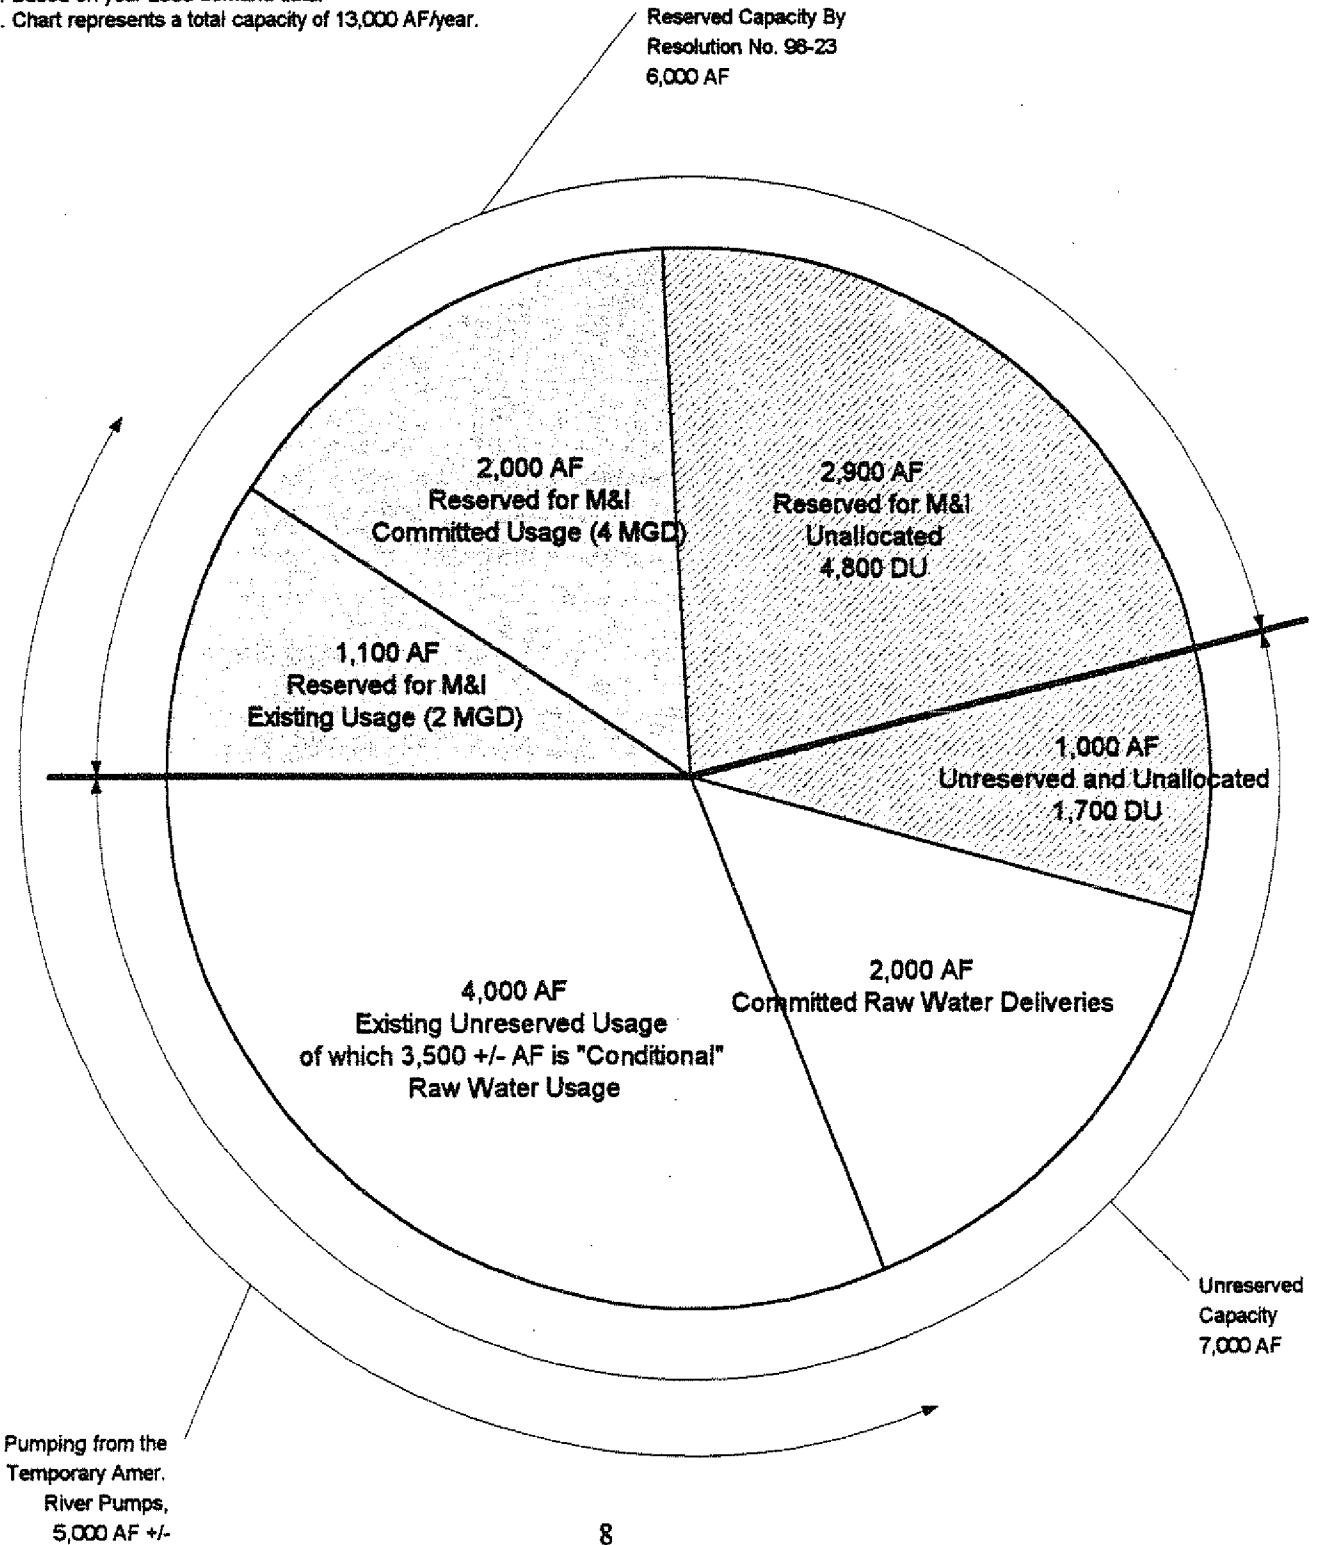 . Chart represents a total capacity of 13,000 AF/year.
Reserved Capacity By
Resolution No. 98-23
6,000 AF
2,000 AF
Reserved for M&I
Committed Usage (4 MGD)
2,900 AF
Reserved for M&I
Unallocated
4,800 DU
1,100 AF
Reserved for M&I
Existing Usage (2 MGD)
1,000 AF
Unreserved and Unallocated
1,700 DU
2,000 AF
Committed Raw Water Deliveries
4,000 AF
Existing Unreserved Usage
of which 3,500 +/- AF is "Conditional"
Raw Water Usage
Unreserved
Capacity
7,000 AF
Pumping from the
Temporary Amer.
River Pumps,
5,000 AF +/-
8